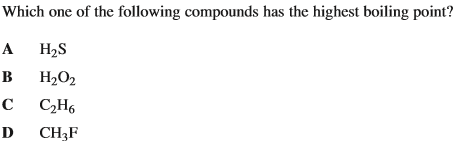 Which one of the following compounds has the highest boiling point?
A H₂S
B H₂O₂
C C₂H₆
D CH₃F